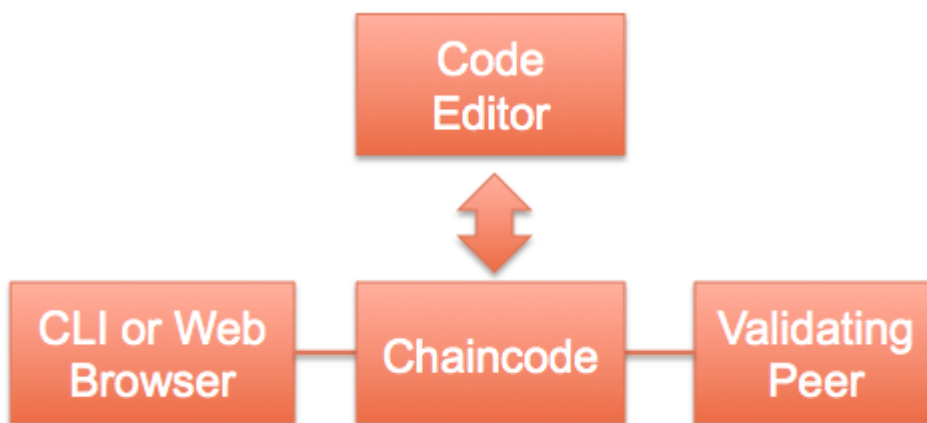 Code
Editor
CLI or Web
Browser
Chaincode
Validating
Peer